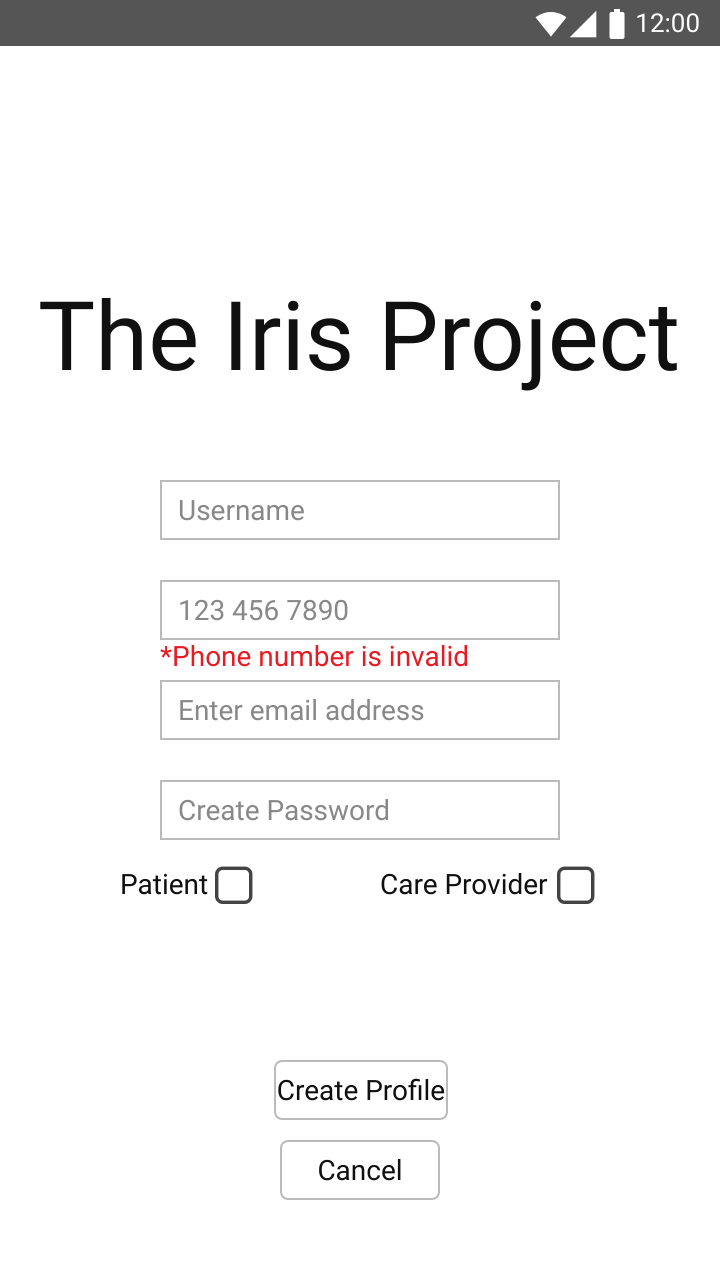 12:00
The Iris Project
Username
123 456 7890
*Phone number is invalid
Enter email address
Create Password
Patient
Care Provider
Create Profile
Cancel